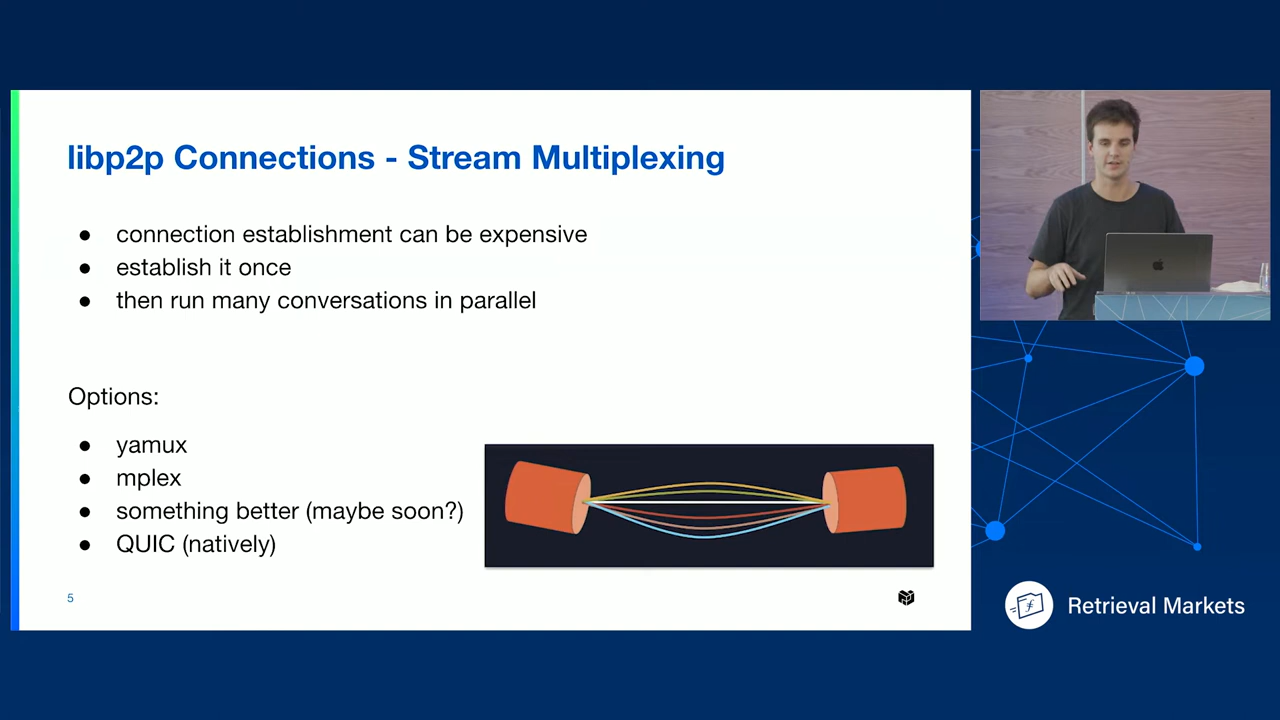 libp2p Connections - Stream Multiplexing
● connection establishment can be expensive
● establish it once
● then run many conversations in parallel
Options:
● yamux
● mplex
● something better (maybe soon?)
● QUIC (natively)
5
Retrieval Markets